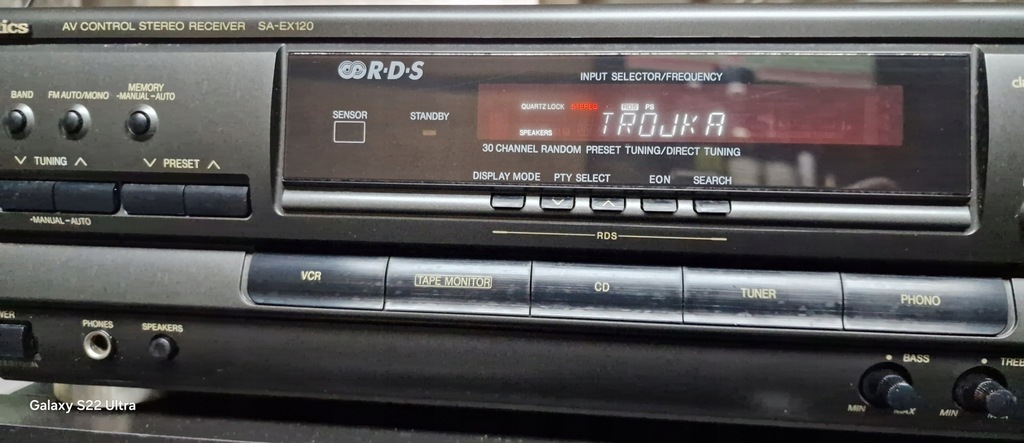 AV CONTROL STEREO RECEIVER SA-EX120
R·D·S
INPUT SELECTOR/FREQUENCY
BAND FM AUTO/MONO MEMORY
-MANUAL-AUTO
SENSOR STANDBY
QUARTZ LOCK STEREO RDS PS
SPEAKERS TROJKA
30 CHANNEL RANDOM PRESET TUNING/DIRECT TUNING
TUNING PRESET
DISPLAY MODE PTY SELECT EON SEARCH
-MANUAL-AUTO
RDS
VCR TAPE MONITOR CD TUNER PHONO
PHONES SPEAKERS
BASS
MIN MAX MIN
Galaxy S22 Ultra